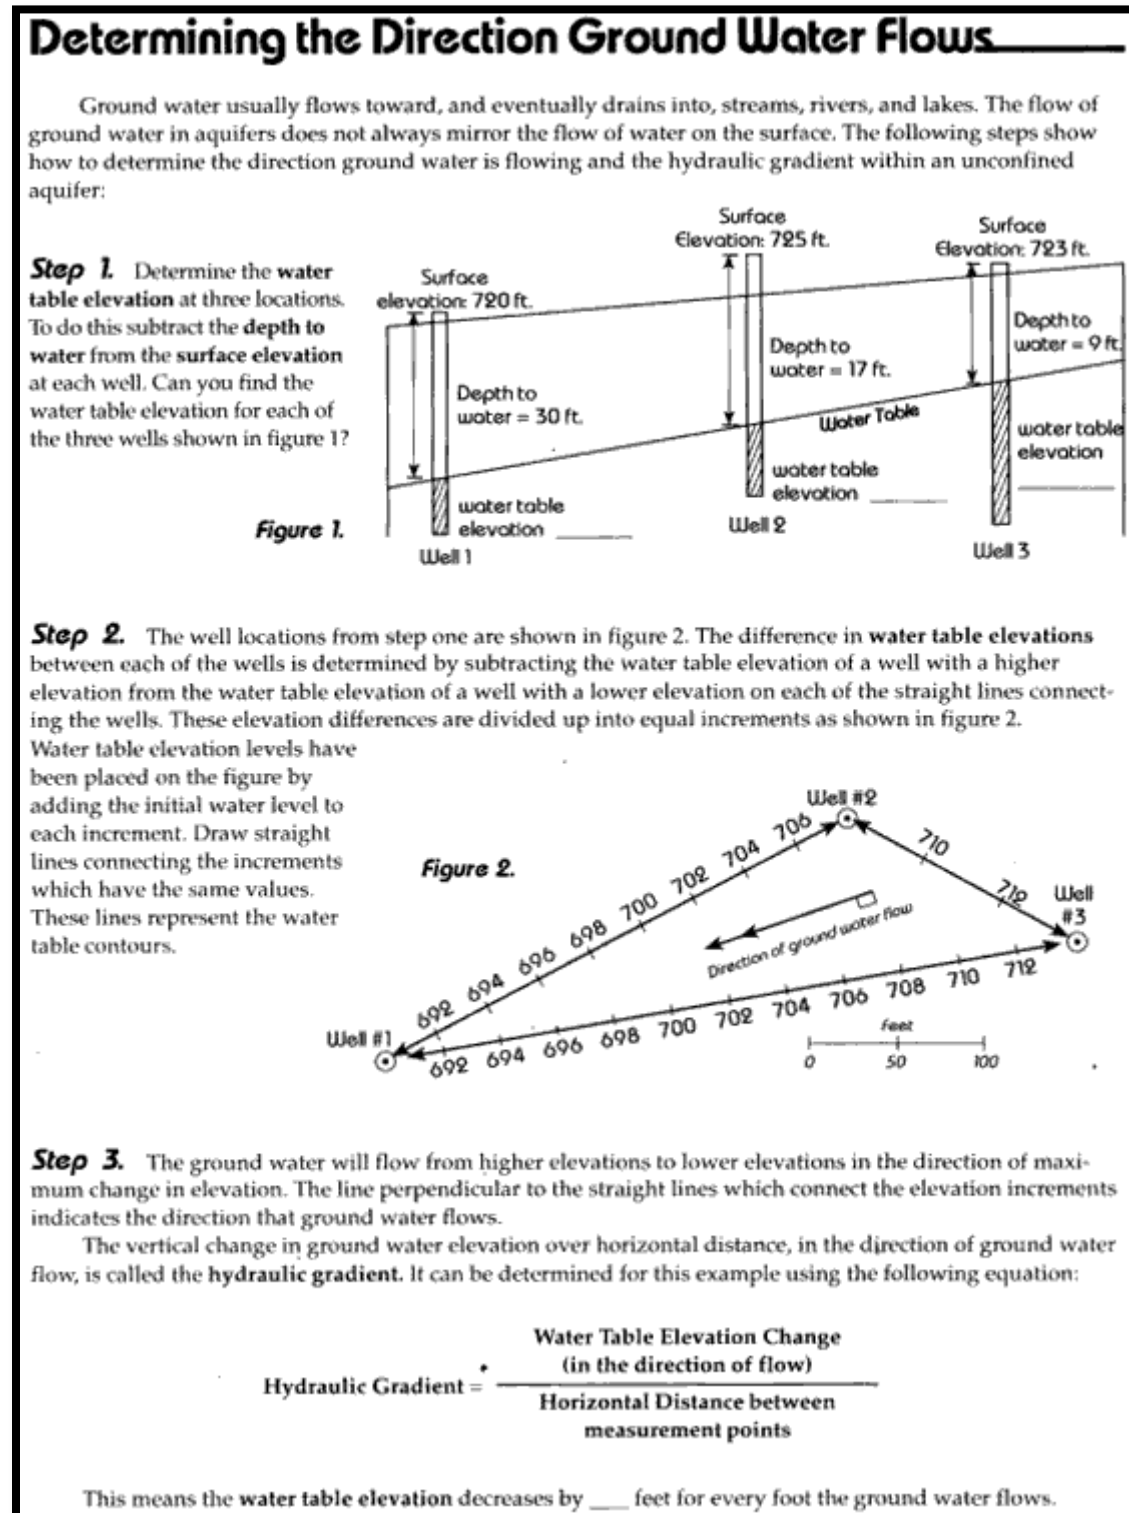 Determining the Direction Ground Water Flows
Ground water usually flows toward, and eventually drains into, streams, rivers, and lakes. The flow of
ground water in aquifers does not always mirror the flow of water on the surface. The following steps show
how to determine the direction ground water is flowing and the hydraulic gradient within an unconfined
aquifer:
Step 1. Determine the water
table elevation at three locations.
To do this subtract the depth to
water from the surface elevation
at each well. Can you find the
water table elevation for each of
the three wells shown in figure 1?
Figure 1.
Surface
elevation: 720 ft.
Depth to
water = 30 ft.
water table
elevation ____
Well 1
Surface
Elevation: 725 ft.
Depth to
water = 17 ft.
Water Table
water table
elevation ____
Well 2
Surface
Elevation: 723 ft.
Depth to
water = 9 ft.
water table
elevation
____
Well 3
Step 2. The well locations from step one are shown in figure 2. The difference in water table elevations
between each of the wells is determined by subtracting the water table elevation of a well with a higher
elevation from the water table elevation of a well with a lower elevation on each of the straight lines connect-
ing the wells. These elevation differences are divided up into equal increments as shown in figure 2.
Water table elevation levels have
been placed on the figure by
adding the initial water level to
each increment. Draw straight
lines connecting the increments
which have the same values.
These lines represent the water
table contours.
Figure 2.
Well #2
692 694 696 698 700 702 704 706
710 712
Well
#3
Direction of ground water flow
Well #1
692 694 696 698 700 702 704 706 708 710 712
feet
0 50 100
Step 3. The ground water will flow from higher elevations to lower elevations in the direction of maxi-
mum change in elevation. The line perpendicular to the straight lines which connect the elevation increments
indicates the direction that ground water flows.
The vertical change in ground water elevation over horizontal distance, in the direction of ground water
flow, is called the hydraulic gradient. It can be determined for this example using the following equation:
Water Table Elevation Change
(in the direction of flow)
Hydraulic Gradient =
Horizontal Distance between
measurement points
This means the water table elevation decreases by ___ feet for every foot the ground water flows.